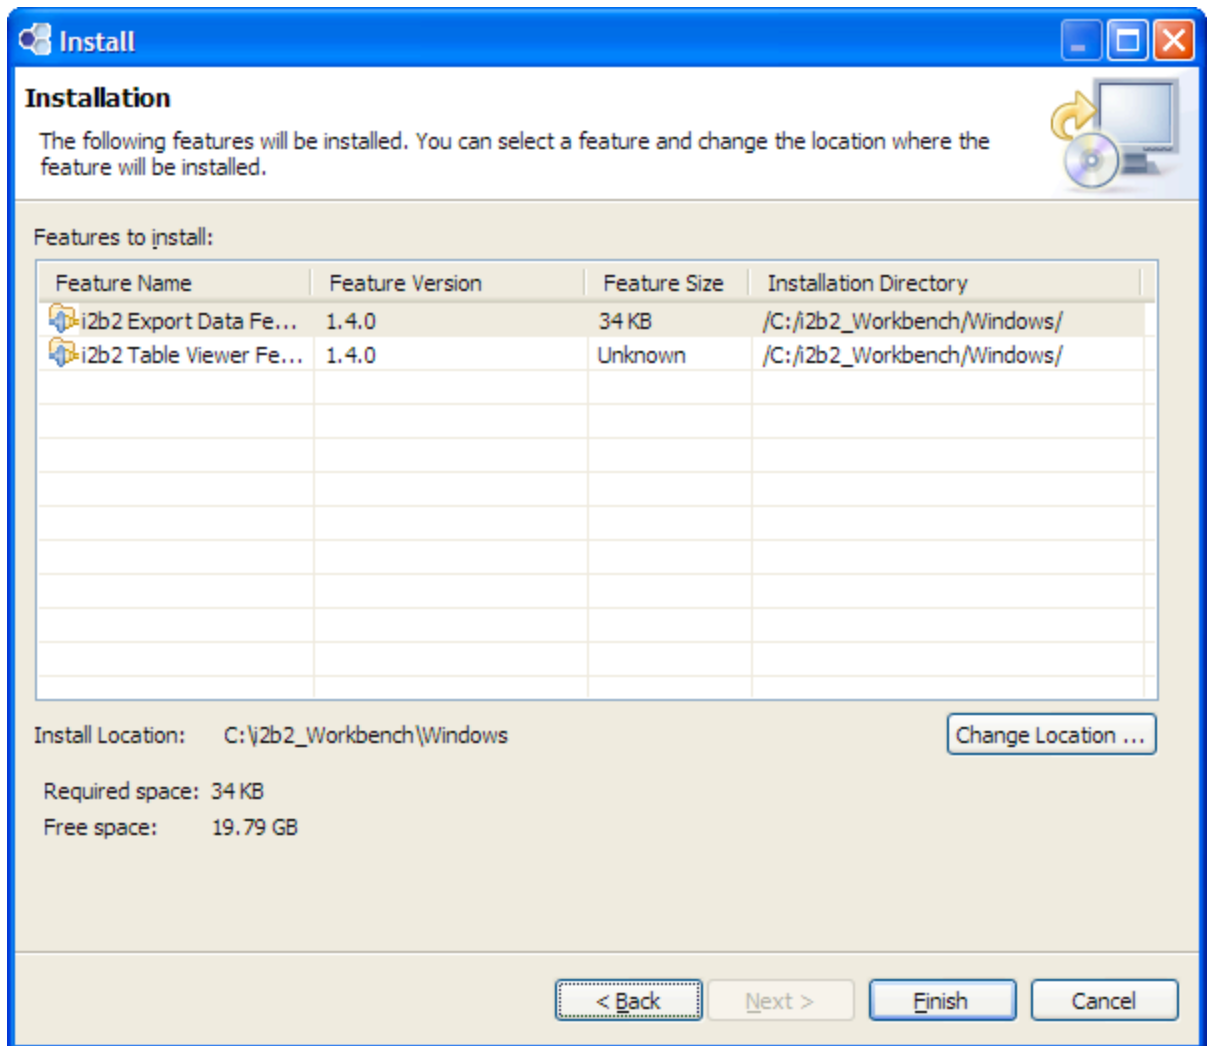 Install
Installation
The following features will be installed. You can select a feature and change the location where the
feature will be installed.
Features to install:
Feature Name Feature Version Feature Size Installation Directory
i2b2 Export Data Fe... 1.4.0 34 KB /C:/i2b2_Workbench/Windows/
i2b2 Table Viewer Fe... 1.4.0 Unknown /C:/i2b2_Workbench/Windows/
Install Location: C:\i2b2_Workbench\Windows Change Location ...
Required space: 34 KB
Free space: 19.79 GB
< Back Next > Finish Cancel